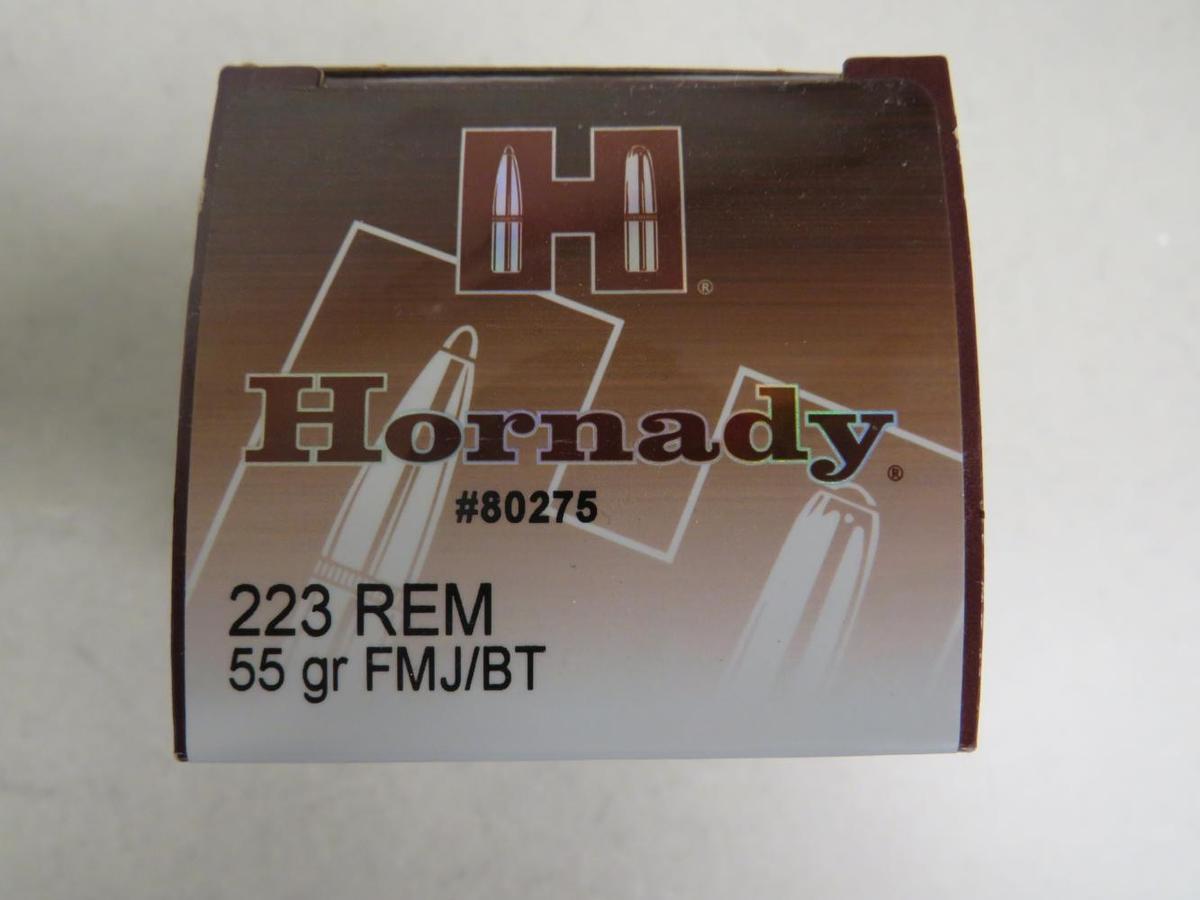 H®
Hornady®
#80275
223 REM
55 gr FMJ/BT